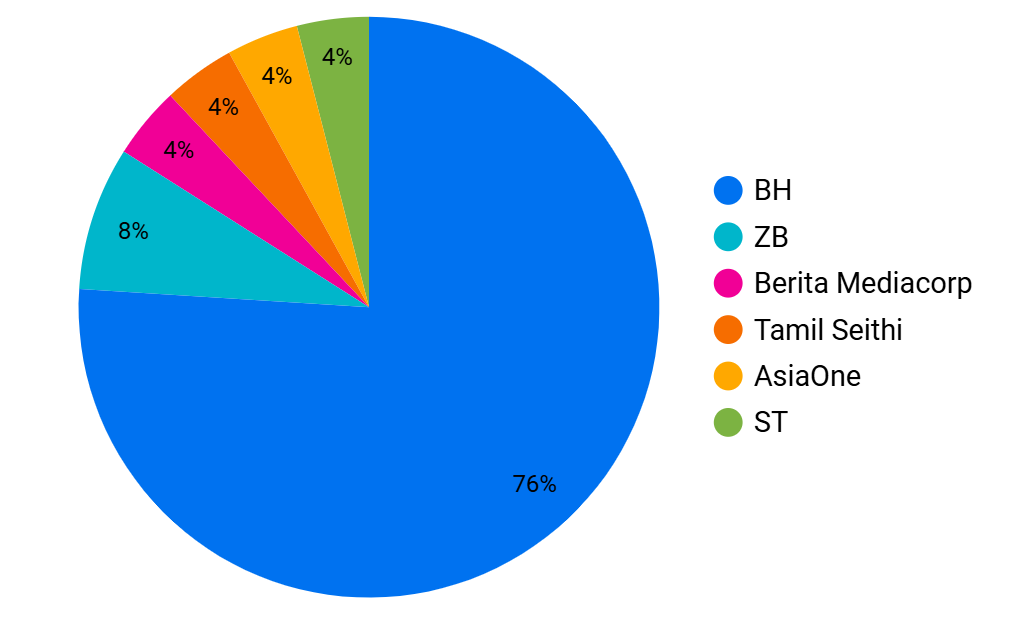 4%
4%
4%
4%
8%
76%
BH
ZB
Berita Mediacorp
Tamil Seithi
AsiaOne
ST